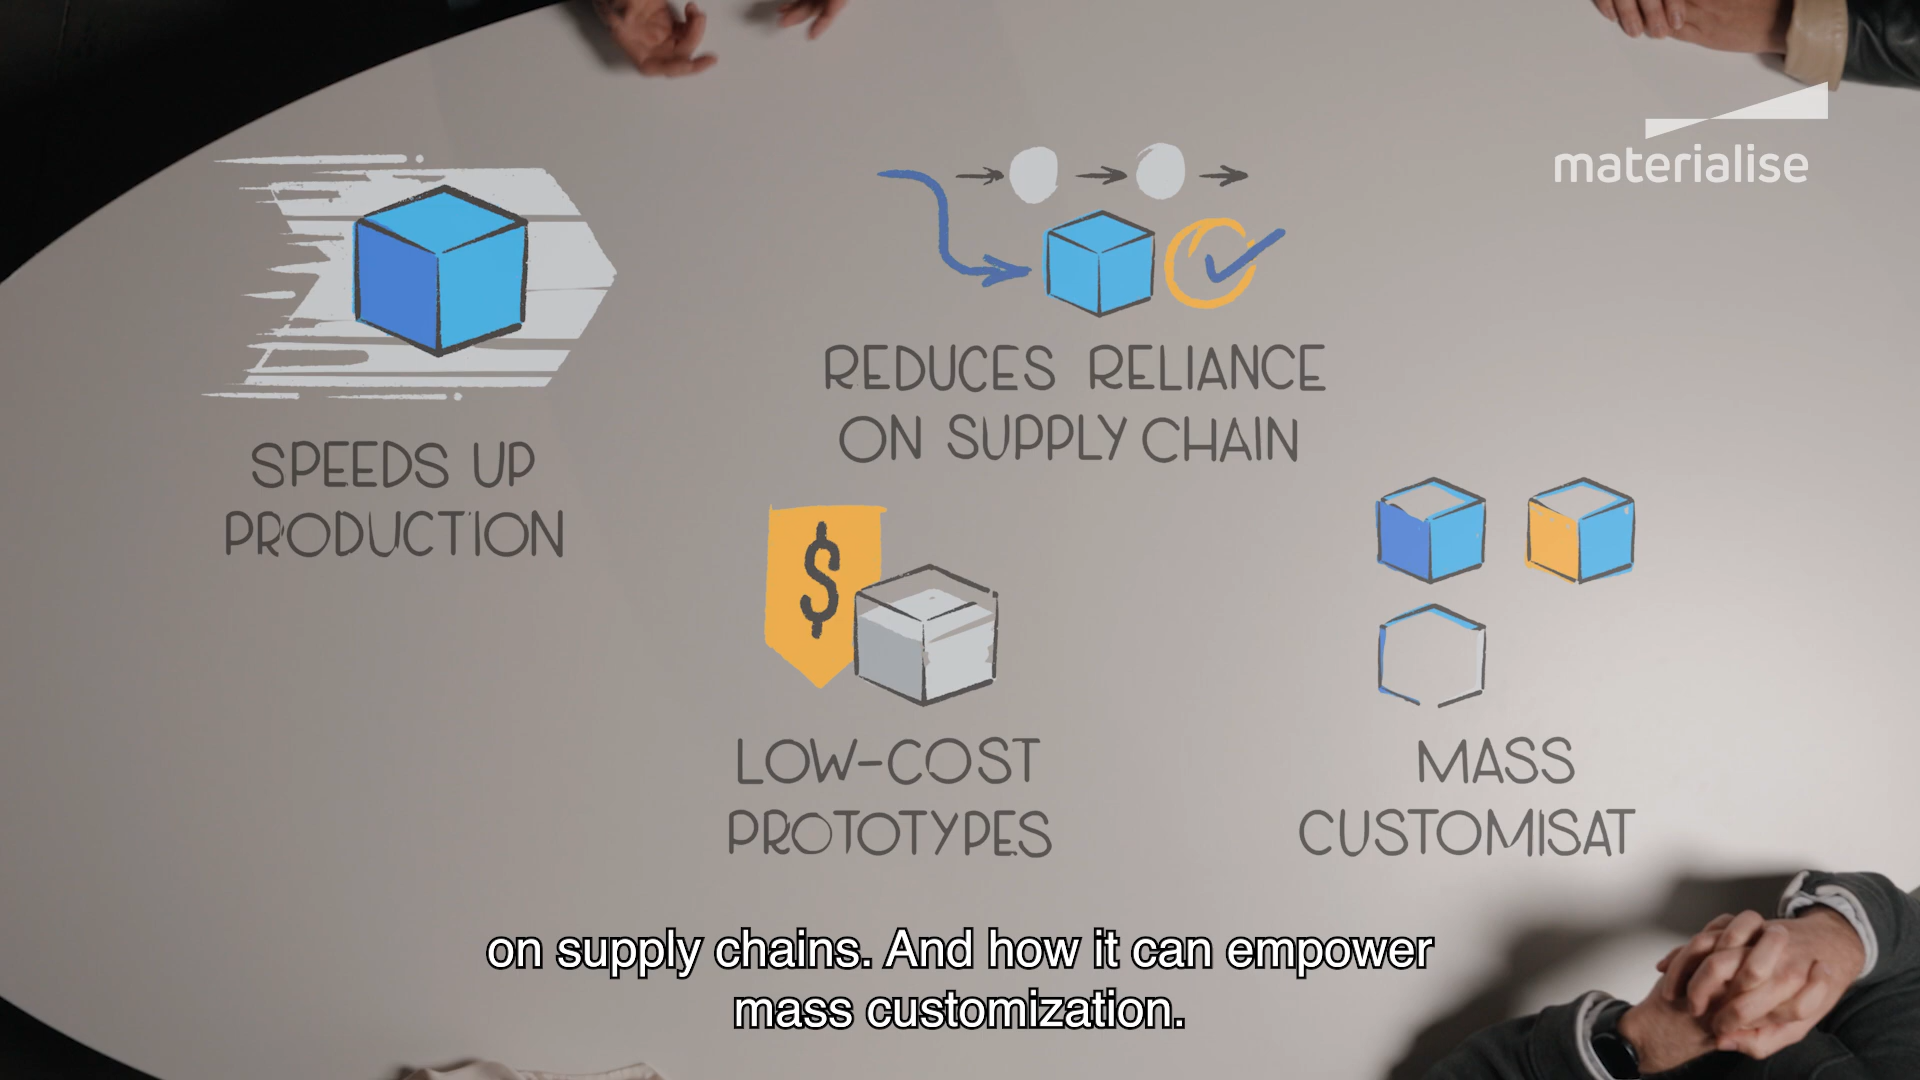 materialise
SPEEDS UP
PRODUCTION
REDUCES RELIANCE
ON SUPPLY CHAIN
$
LOW-COST
PROTOTYPES
MASS
CUSTOMISAT
on supply chains. And how it can empower
mass customization.